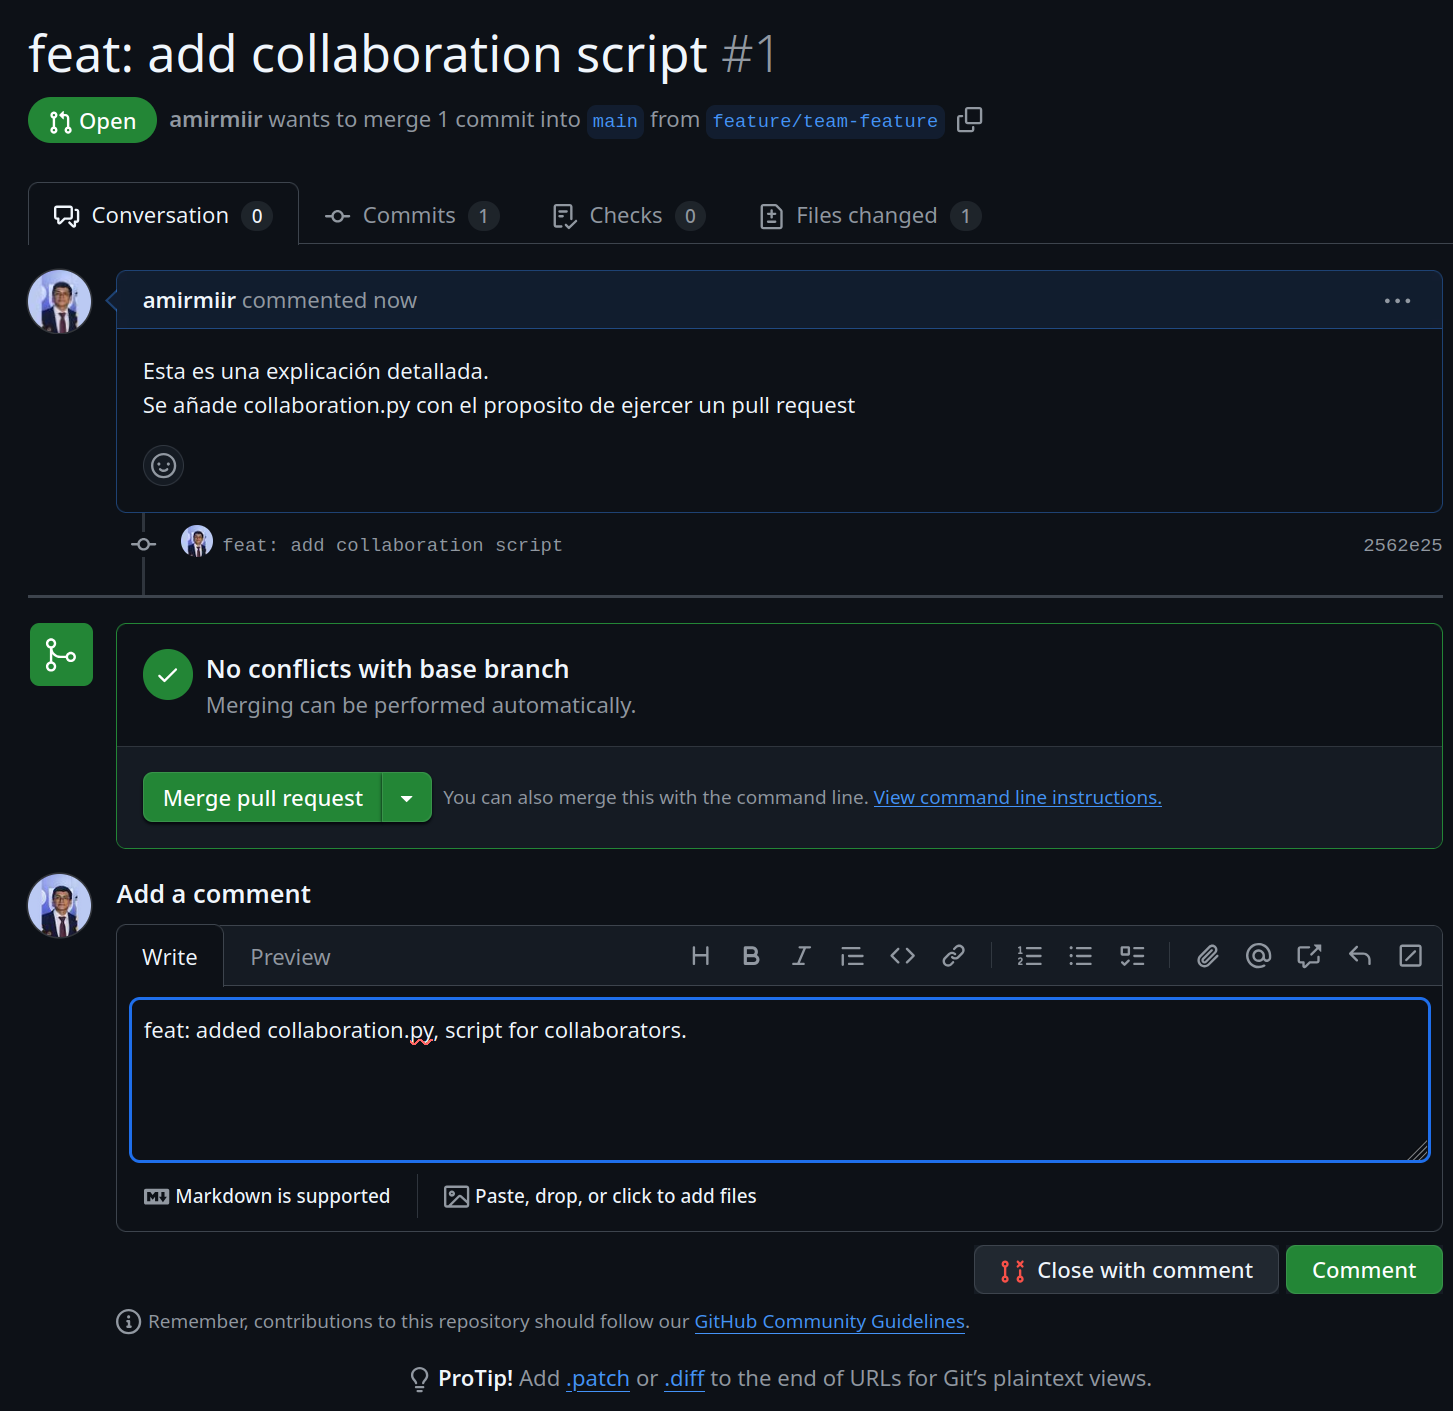 feat: add collaboration script #1
Open amirmiir wants to merge 1 commit into main from feature/team-feature
Conversation 0 Commits 1 Checks 0 Files changed 1
amirmiir commented now
Esta es una explicación detallada.
Se añade collaboration.py con el proposito de ejercer un pull request
feat: add collaboration script 2562e25
No conflicts with base branch
Merging can be performed automatically.
Merge pull request You can also merge this with the command line. View command line instructions.
Add a comment
Write Preview
feat: added collaboration.py, script for collaborators.
Markdown is supported Paste, drop, or click to add files
Close with comment Comment
Remember, contributions to this repository should follow our GitHub Community Guidelines.
ProTip! Add .patch or .diff to the end of URLs for Git’s plaintext views.